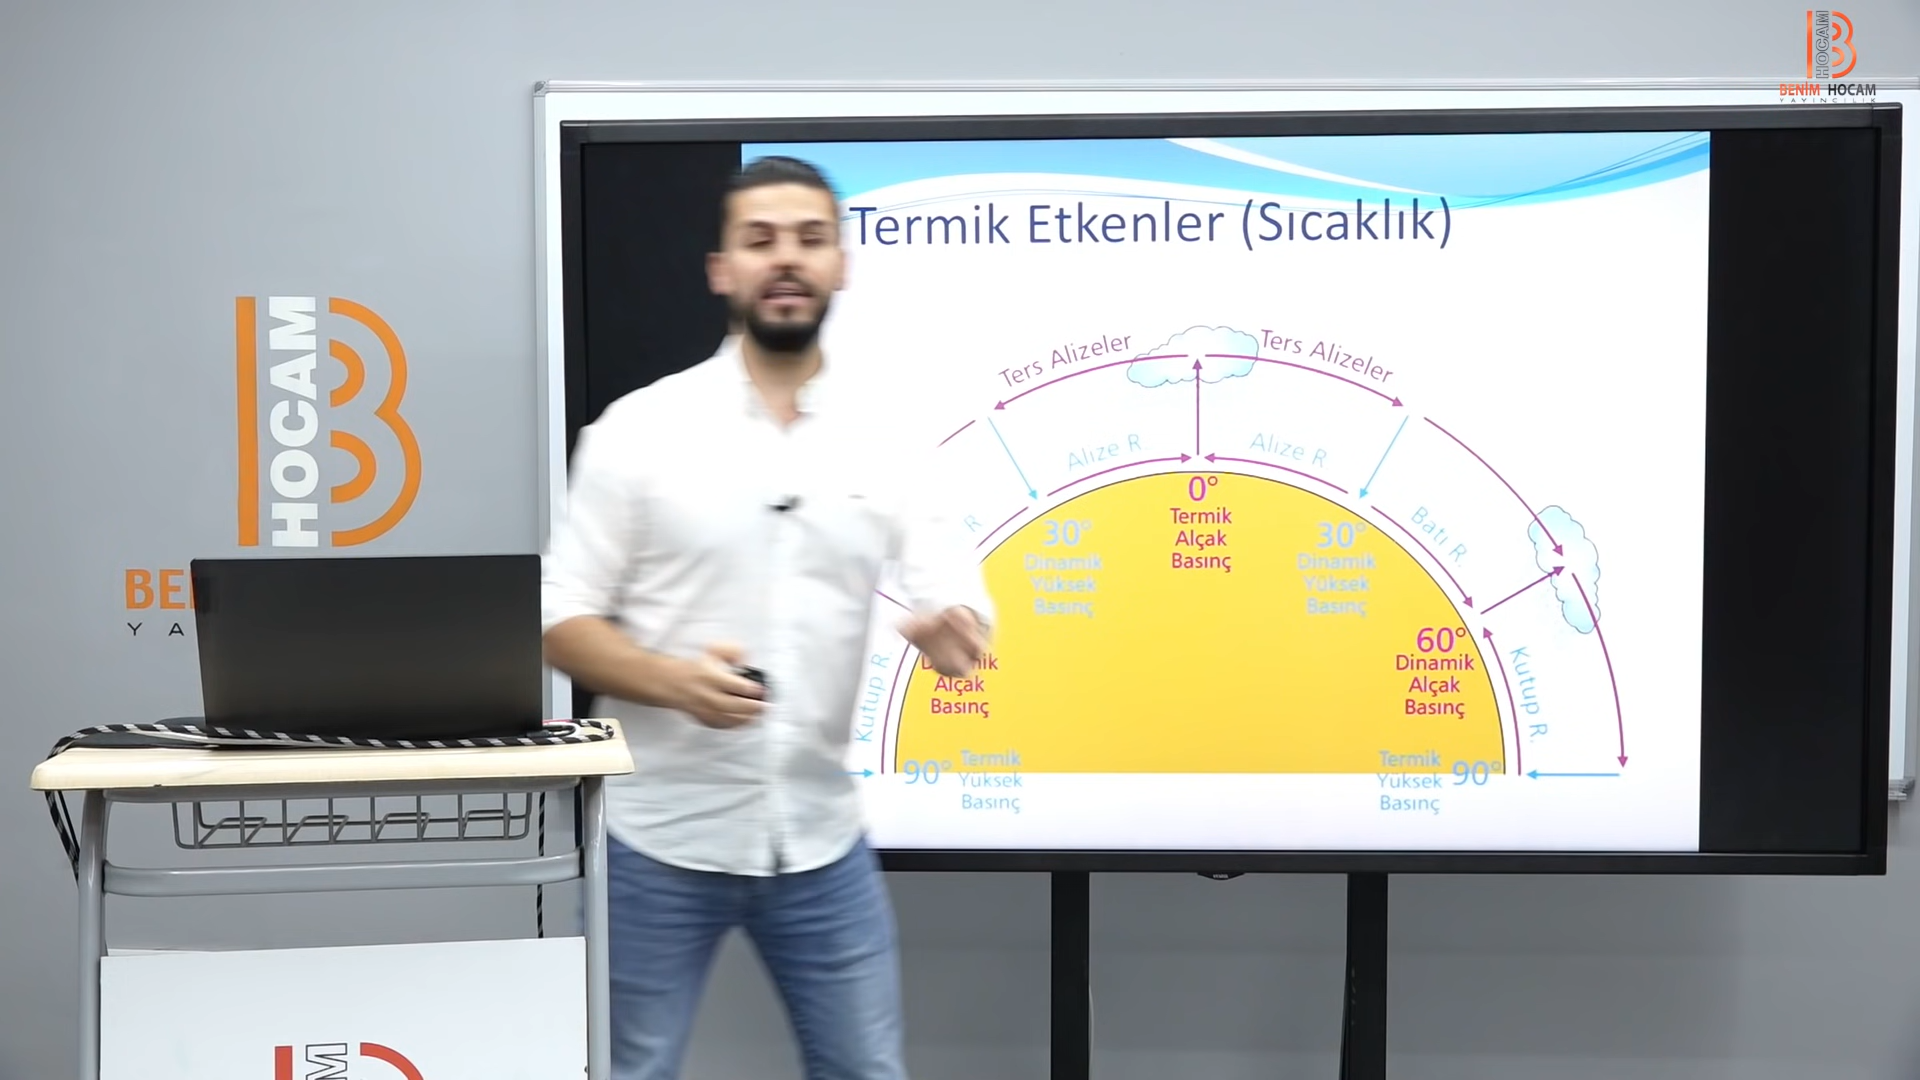 HOCAM
BENİM HOCAM
YAYINCILIK
Termik Etkenler (Sıcaklık)
Ters Alizeler
Ters Alizeler
Alize R
Alize R
R
Batı R.
0°
Termik
Alçak
Basınç
30°
Dinamik
Yüksek
Basınç
30°
Dinamik
Yüksek
Basınç
60°
Dinamik
Alçak
Basınç
Alçak
Basınç
Kutup R.
Kutup R.
90°
Termik
Yüksek
Basınç
Termik
Yüksek
Basınç
90°
HOCAM
BE
YA